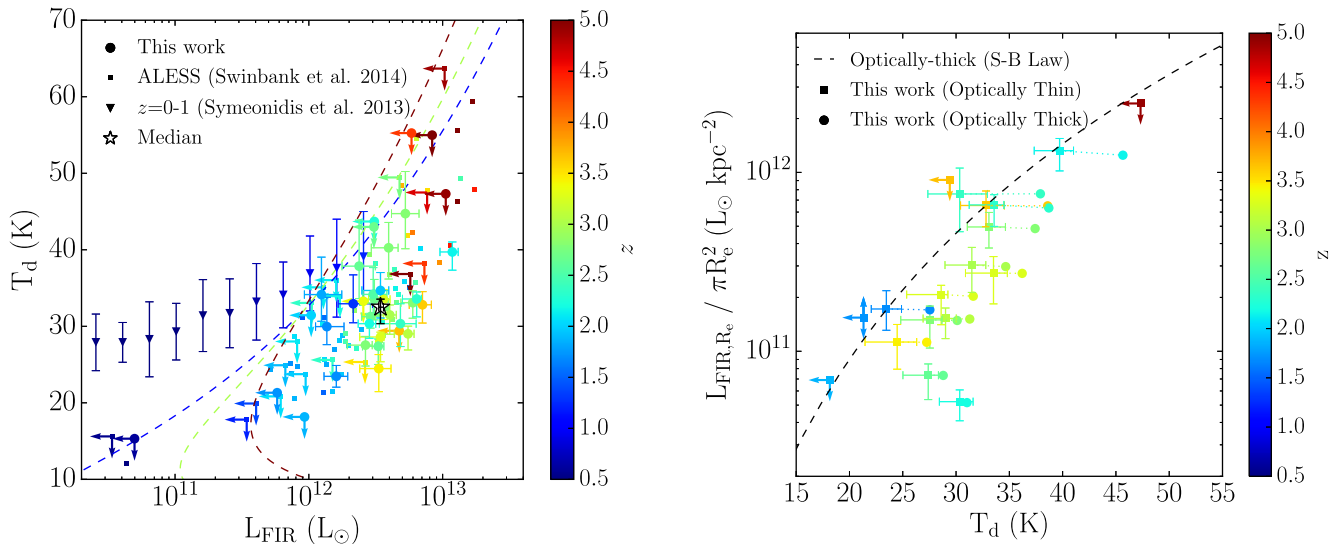 70
60
50
40
30
20
10
T_d (K)
This work
ALESS (Swinbank et al. 2014)
z=0-1 (Symeonidis et al. 2013)
Median
10^11
10^12
10^13
L_FIR (L_⊙)
5.0
4.5
4.0
3.5
3.0
2.5
2.0
1.5
1.0
0.5
z
L_FIR,R_e / πR_e^2 (L_⊙ kpc^−2)
10^12
10^11
Optically-thick (S-B Law)
This work (Optically Thin)
This work (Optically Thick)
15 20 25 30 35 40 45 50 55
T_d (K)
5.0
4.5
4.0
3.5
3.0
2.5
2.0
1.5
1.0
0.5
z